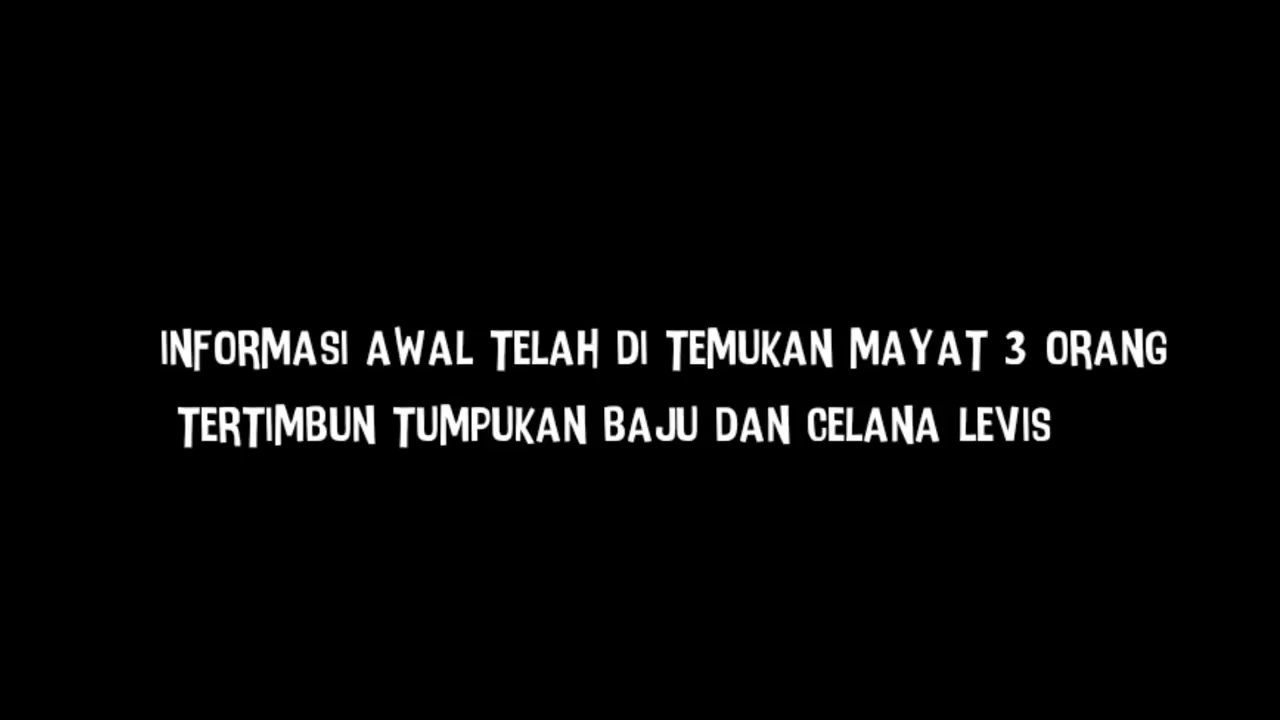 INFORMASI AWAL TELAH DI TEMUKAN MAYAT 3 ORANG
TERTIMBUN TUMPUKAN BAJU DAN CELANA LEVIS